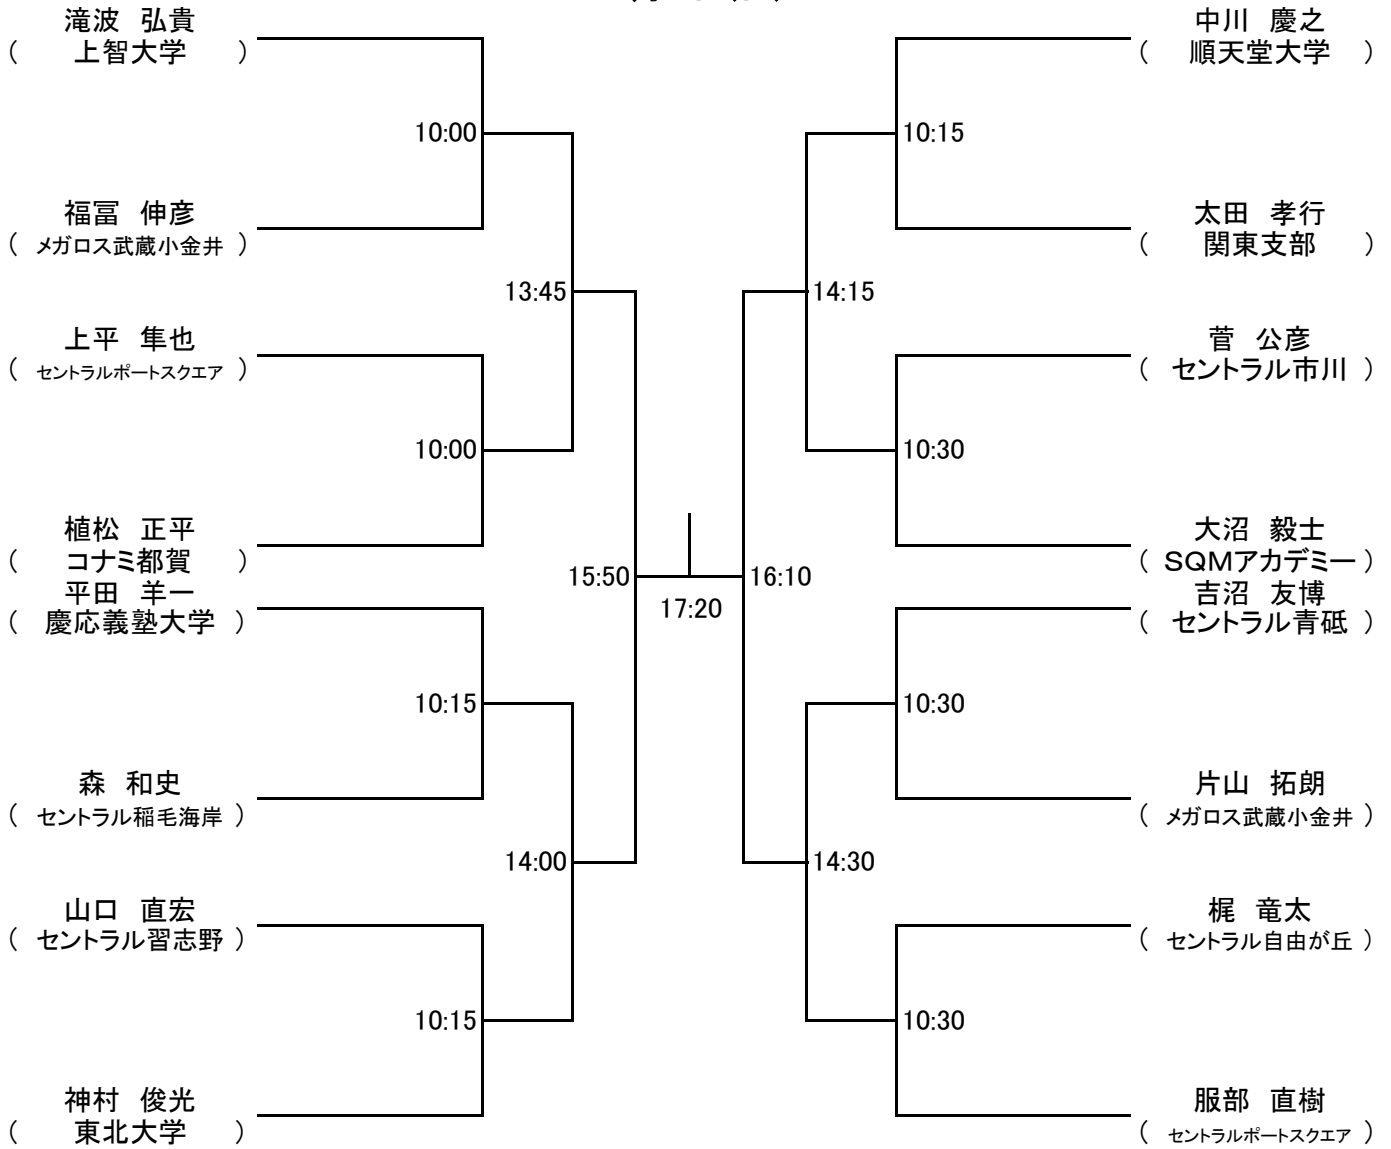 滝波 弘貴
( 上智大学 )
10:00
福冨 伸彦
( メガロス武蔵小金井 )
13:45
上平 隼也
( セントラルポートスクエア )
10:00
植松 正平
( コナミ都賀 )
15:50
平田 羊一
( 慶応義塾大学 )
10:15
森 和史
( セントラル稲毛海岸 )
14:00
山口 直宏
( セントラル習志野 )
10:15
神村 俊光
( 東北大学 )
17:20
中川 慶之
( 順天堂大学 )
10:15
太田 孝行
( 関東支部 )
14:15
菅 公彦
( セントラル市川 )
10:30
大沼 毅士
( SQMアカデミー )
16:10
吉沼 友博
( セントラル青砥 )
10:30
片山 拓朗
( メガロス武蔵小金井 )
14:30
梶 竜太
( セントラル自由が丘 )
10:30
服部 直樹
( セントラルポートスクエア )